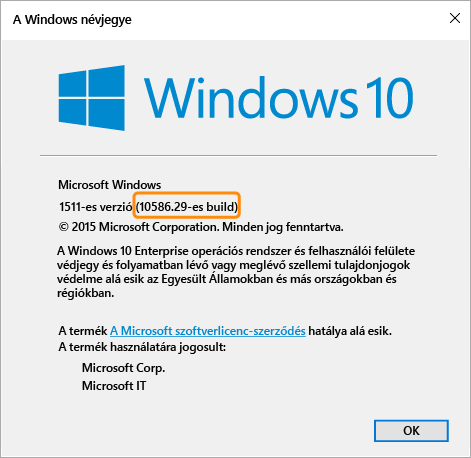 A Windows névjegye
Windows 10
Microsoft Windows
1511-es verzió (10586.29-es build)
© 2015 Microsoft Corporation. Minden jog fenntartva.
A Windows 10 Enterprise operációs rendszer és felhasználói felülete
védjegy és folyamatban lévő vagy meglévő szellemi tulajdonjogok
védelme alá esik az Egyesült Államokban és más országokban és
régiókban.
A termék A Microsoft szoftverlicenc-szerződés hatálya alá esik.
A termék használatára jogosult:
Microsoft Corp.
Microsoft IT
OK